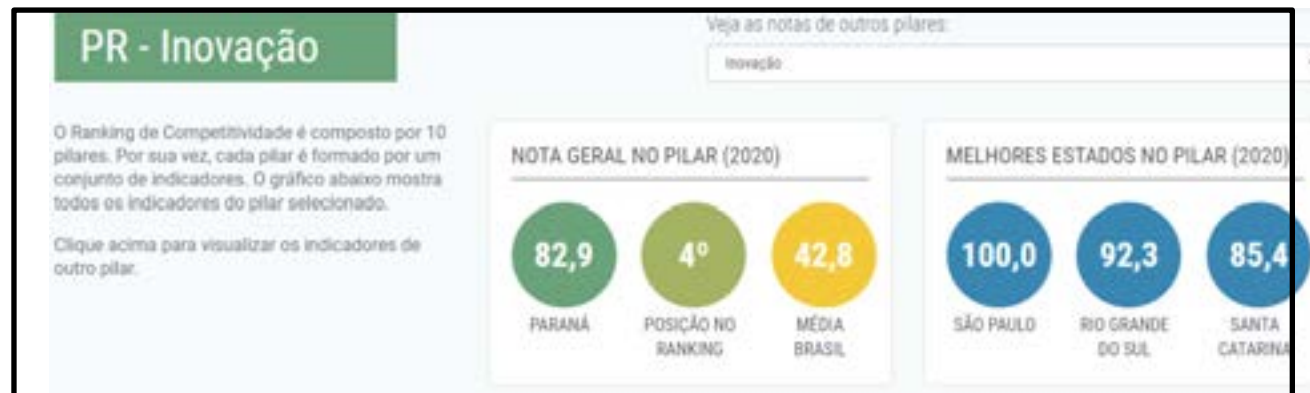 PR - Inovação
Veja as notas de outros pilares:
Inovação
O Ranking de Competitividade é composto por 10
pilares. Por sua vez, cada pilar é formado por um
conjunto de indicadores. O gráfico abaixo mostra
todos os indicadores do pilar selecionado.
Clique acima para visualizar os indicadores de
outro pilar.
NOTA GERAL NO PILAR (2020)
82,9
4º
42,8
PARANÁ
POSIÇÃO NO
RANKING
MÉDIA
BRASIL
MELHORES ESTADOS NO PILAR (2020)
100,0
92,3
85,4
SÃO PAULO
RIO GRANDE
DO SUL
SANTA
CATARINA